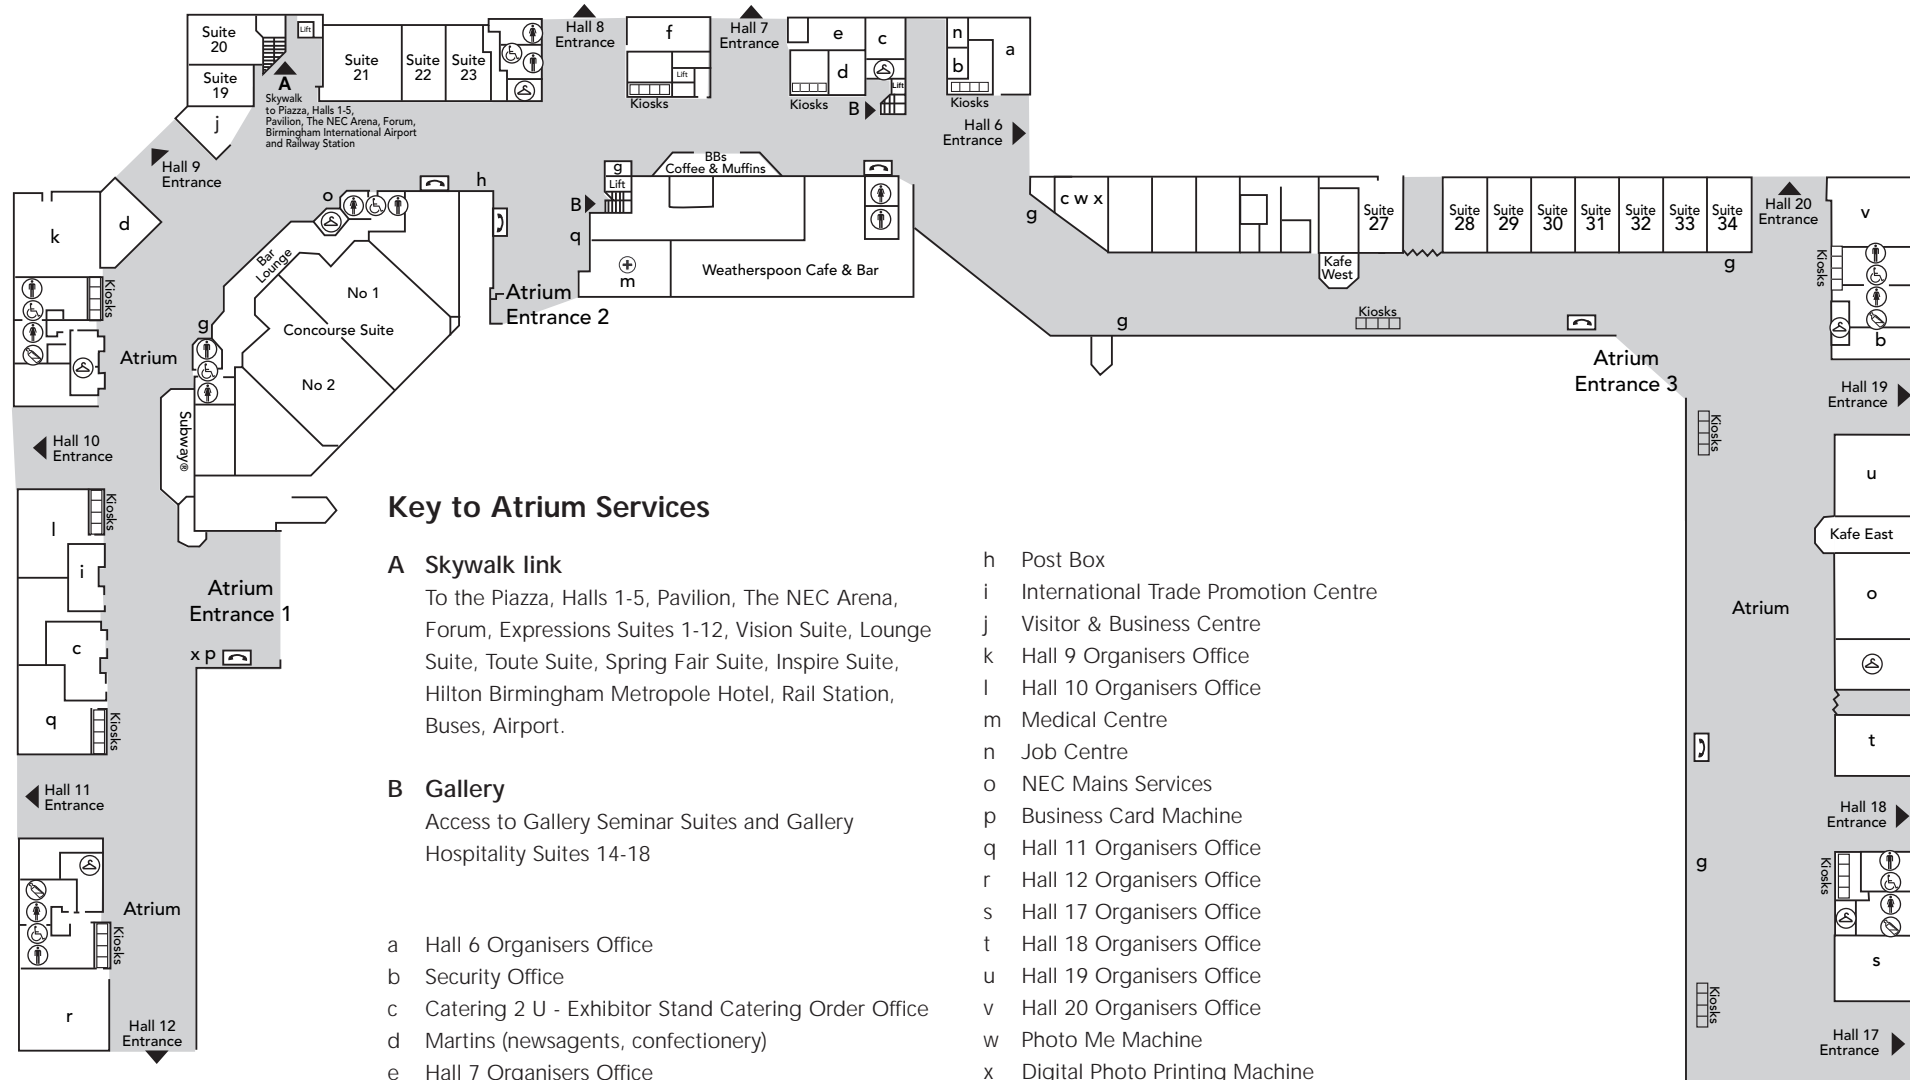 Suite
20
Lift
Suite
19
j
A
Skywalk
to Piazza, Halls 1-5,
Pavilion, The NEC Arena, Forum,
Birmingham International Airport
and Railway Station
Suite
21
Suite
22
Suite
23
Hall 8
Entrance
f
Lift
Kiosks
Hall 7
Entrance
e
c
d
Lift
Kiosks
B
n
b
a
Kiosks
Hall 6
Entrance
Hall 9
Entrance
d
k
Kiosks
Atrium
o
h
Bar
Lounge
No 1
Concourse Suite
No 2
g
Subway®
Atrium
Entrance 2
g
Lift
B
q
BBs
Coffee & Muffins
m
Weatherspoon Cafe & Bar
g
c w x
Kafe
West
Suite
27
Suite
28
Suite
29
Suite
30
Suite
31
Suite
32
Suite
33
Suite
34
g
Hall 20
Entrance
v
Kiosks
b
g
Kiosks
Atrium
Entrance 3
Hall 19
Entrance
Kiosks
u
Kafe East
o
Atrium
t
Hall 18
Entrance
g
Kiosks
s
Kiosks
Hall 17
Entrance
Hall 10
Entrance
Kiosks
l
i
c
q
Kiosks
Atrium
Entrance 1
x p
Hall 11
Entrance
Atrium
Kiosks
r
Hall 12
Entrance
Key to Atrium Services
A Skywalk link
To the Piazza, Halls 1-5, Pavilion, The NEC Arena,
Forum, Expressions Suites 1-12, Vision Suite, Lounge
Suite, Toute Suite, Spring Fair Suite, Inspire Suite,
Hilton Birmingham Metropole Hotel, Rail Station,
Buses, Airport.
B Gallery
Access to Gallery Seminar Suites and Gallery
Hospitality Suites 14-18
a Hall 6 Organisers Office
b Security Office
c Catering 2 U - Exhibitor Stand Catering Order Office
d Martins (newsagents, confectionery)
e Hall 7 Organisers Office
h Post Box
i International Trade Promotion Centre
j Visitor & Business Centre
k Hall 9 Organisers Office
l Hall 10 Organisers Office
m Medical Centre
n Job Centre
o NEC Mains Services
p Business Card Machine
q Hall 11 Organisers Office
r Hall 12 Organisers Office
s Hall 17 Organisers Office
t Hall 18 Organisers Office
u Hall 19 Organisers Office
v Hall 20 Organisers Office
w Photo Me Machine
x Digital Photo Printing Machine